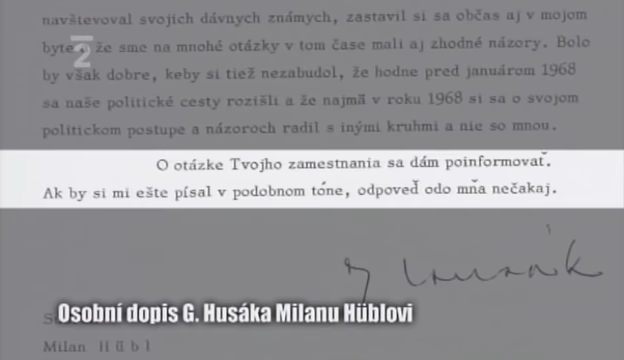 navštevoval svojich dávnych známych, zastavil si sa občas aj v mojom
byte, že sme na mnohé otázky v tom čase mali aj zhodné názory. Bolo
by však dobre, keby si tiež nezabudol, že hodne pred januárom 1968
sa naše politické cesty rozišli a že najmä v roku 1968 si sa o svojom
politickom postupe a názoroch radil s inými kruhmi a nie so mnou.
O otázke Tvojho zamestnania sa dám poinformovať.
Ak by si mi ešte písal v podobnom tóne, odpoveď odo mňa nečakaj.
Husák
Osobní dopis G. Husáka Milanu Hüblovi
Milan Hübl
2